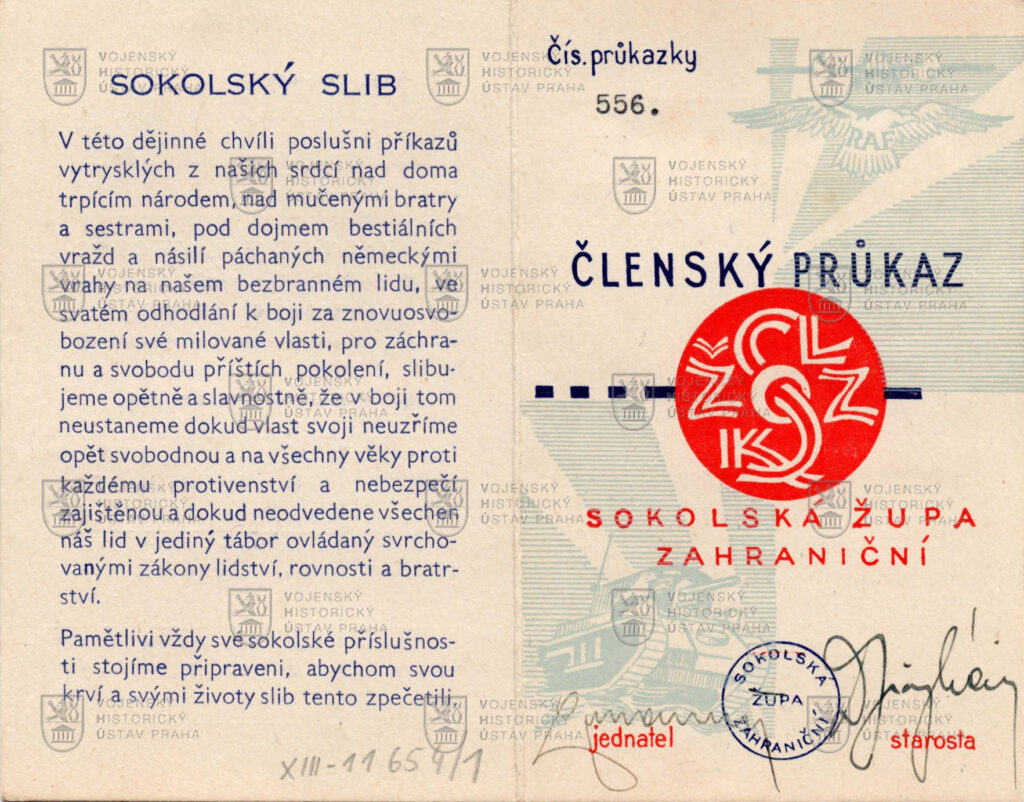 SOKOLSKÝ SLIB
V této dějinné chvíli poslušni příkazů
vytrysklých z našich srdcí nad doma
trpícím národem, nad mučenými bratry
a sestrami, pod dojmem bestiálních
vražd a násilí páchaných německými
vrahy na našem bezbranném lidu, ve
svatém odhodlání k boji za znovuosvo-
bození své milované vlasti, pro záchra-
nu a svobodu příštích pokolení, slibu-
jeme opětně a slavnostně, že v boji tom
neustaneme dokud vlast svoji neuzříme
opět svobodnou a na všechny věky proti
každému protivenství a nebezpečí
zajištěnou a dokud neodvedene všechen
náš lid v jediný tábor ovládaný svrcho-
vanými zákony lidství, rovnosti a bratr-
ství.
Pamětlivi vždy své sokolské příslušnos-
ti stojíme připraveni, abychom svou
krví a svými životy slib tento zpečetili.
XIII-11659/1
Čís. průkazky
556.
RAF
ČLENSKÝ PRŮKAZ
SOKOLSKA ŽUPA
ZAHRANIČNÍ
SOKOLSKA
ŽUPA
ZAHRANIČNÍ
jednatel
starosta
VOJENSKÝ
HISTORICKÝ
ÚSTAV PRAHA